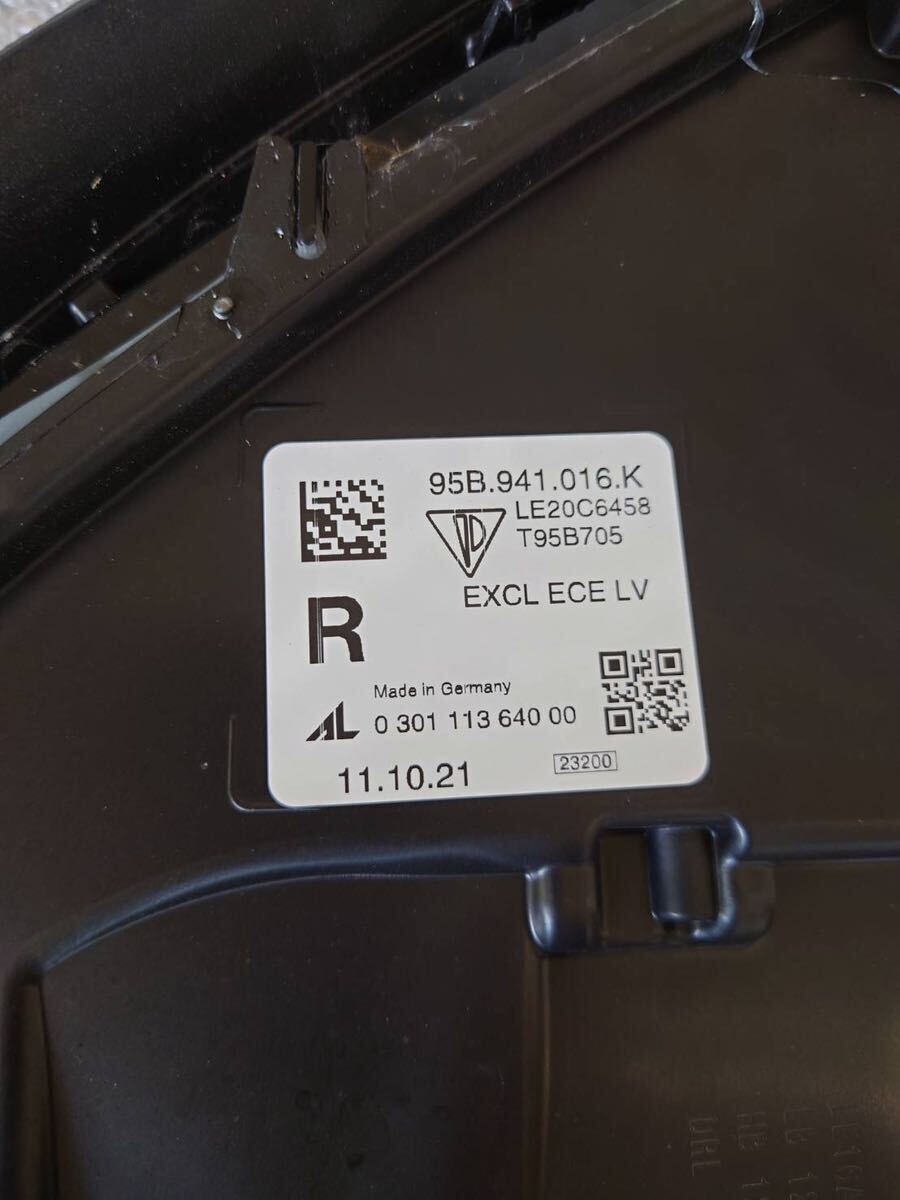 95B.941.016.K
LE20C6458
T95B705
EXCL ECE LV
R
Made in Germany
AL 0 301 113 640 00
11.10.21
23200